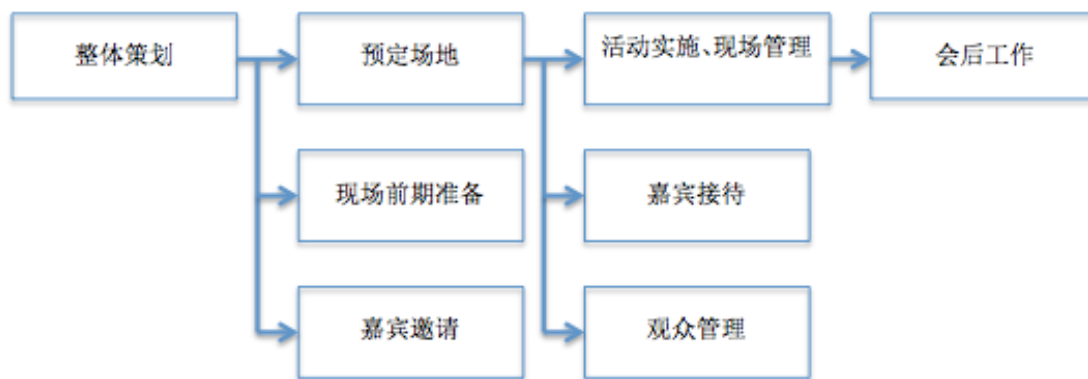 整体策划
预定场地
活动实施、现场管理
会后工作
现场前期准备
嘉宾接待
嘉宾邀请
观众管理